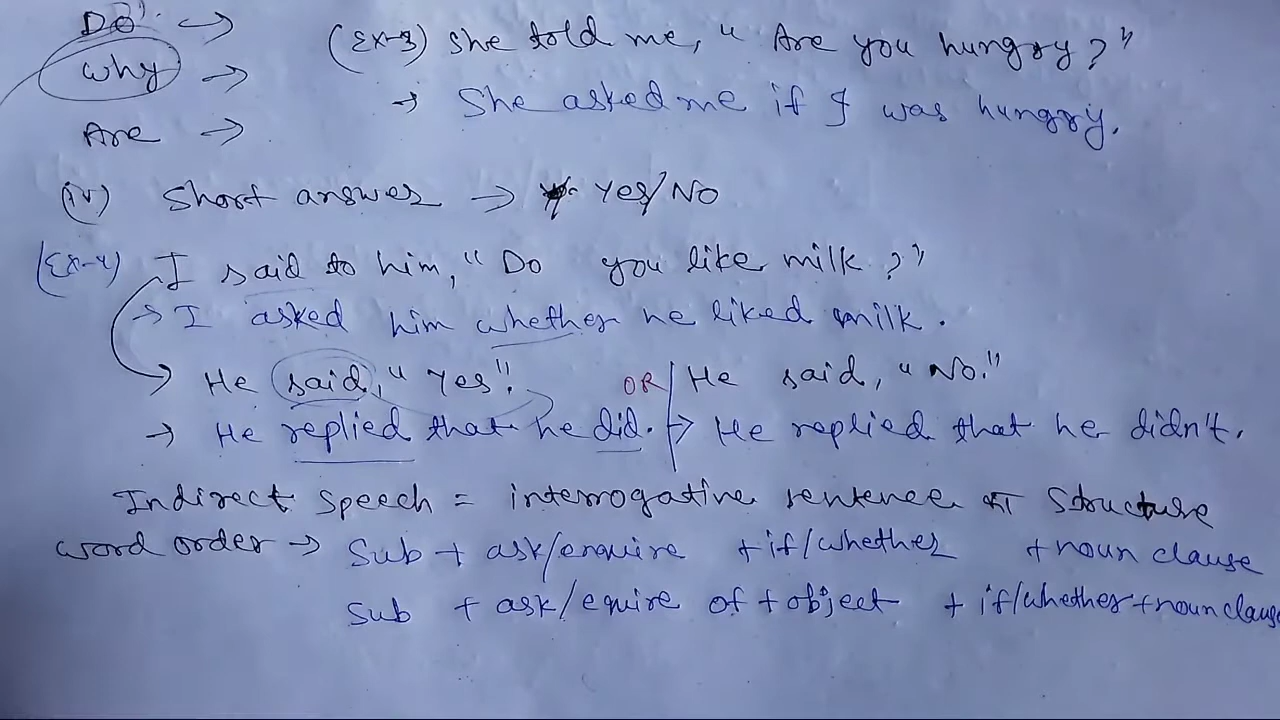 Do →
(Ex-3) She told me, "Are you hungry?"
Why →
→ She asked me if I was hungry.
Are →
(iv) Short answer → Yes/No
(Ex-4) I said to him, "Do you like milk?"
→ I asked him whether he liked milk.
→ He said, "Yes". OR He said, "No."
→ He replied that he did. → He replied that he didn't.
Indirect Speech = interrogative sentence का Structure
word order → Sub + ask/enquire + if/whether + noun clause
Sub + ask/equire of + object + if/whether + noun clause